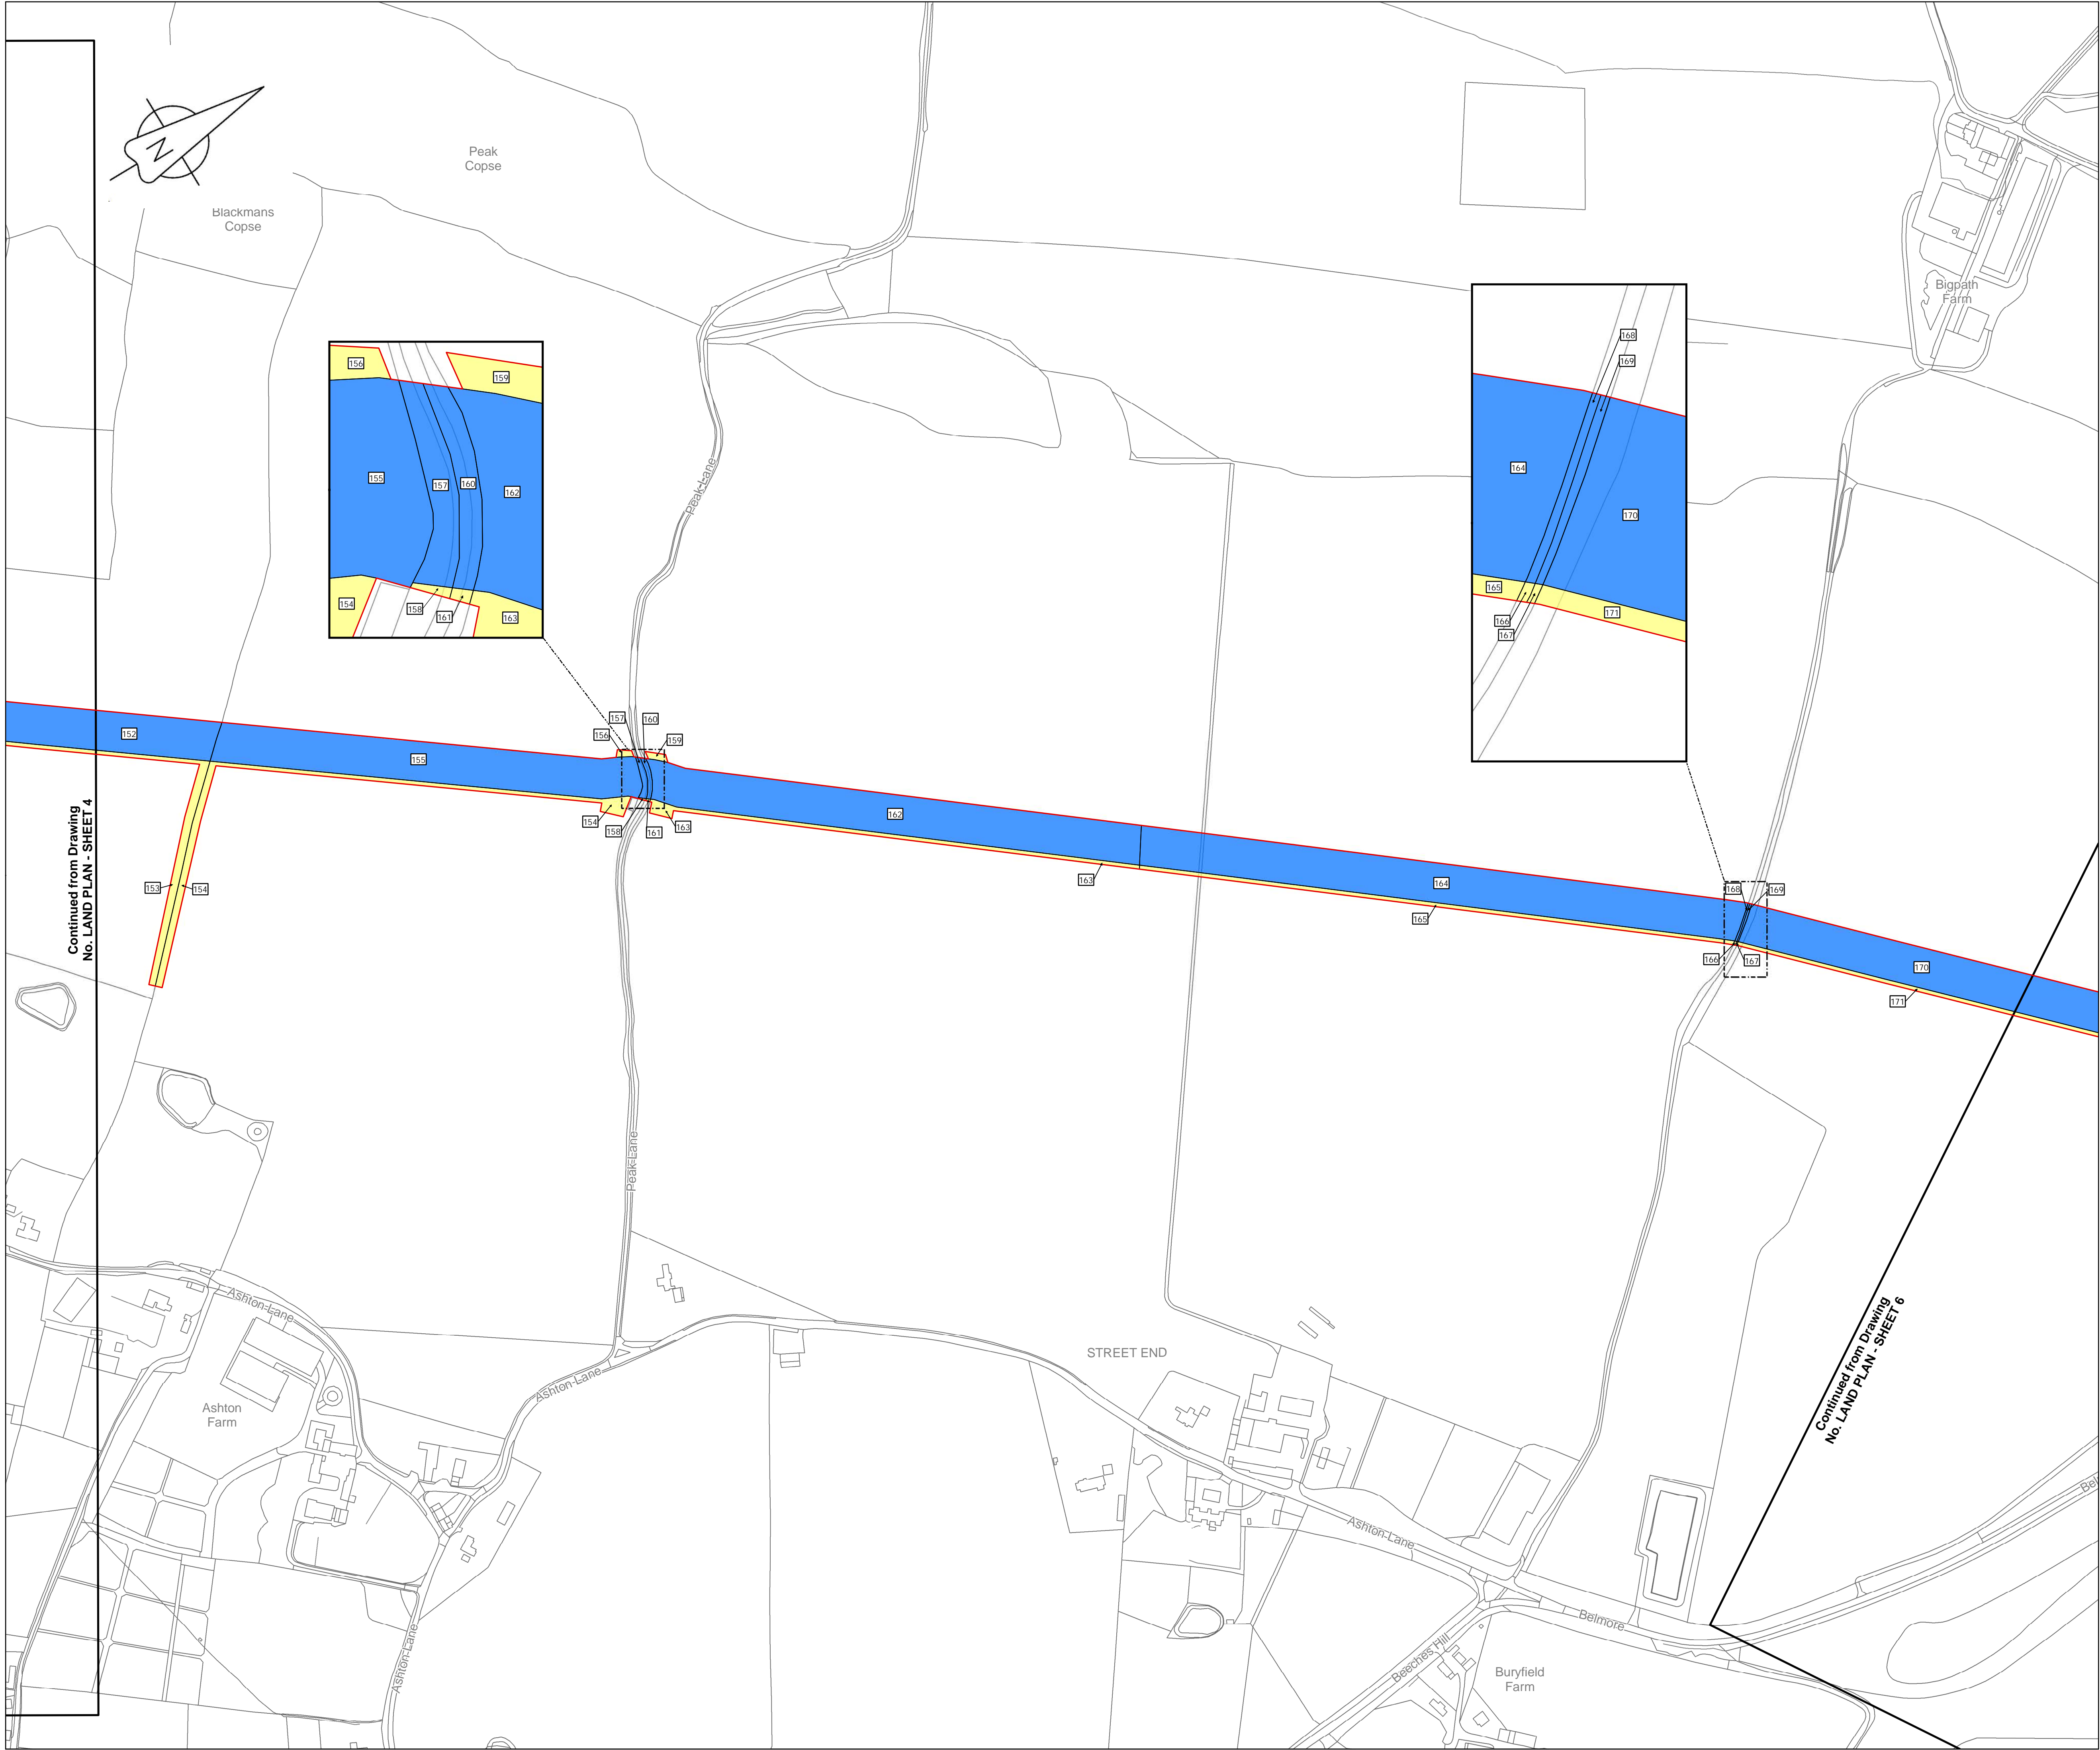 N
Peak
Copse
Blackmans
Copse
Bigpath
Farm
156
159
155
157
160
162
154
158
161
163
168
169
164
170
165
171
166
167
Peak Lane
152
155
157
160
156
159
154
158
161
163
162
163
164
165
168
169
166
167
170
171
153
154
Continued from Drawing
No. LAND PLAN - SHEET 4
Peak Lane
Ashton Lane
Ashton
Farm
Ashton Lane
STREET END
Continued from Drawing
No. LAND PLAN - SHEET 6
Ashton Lane
Ashton Lane
Belmore
Beeches Hill
Buryfield
Farm
Bel